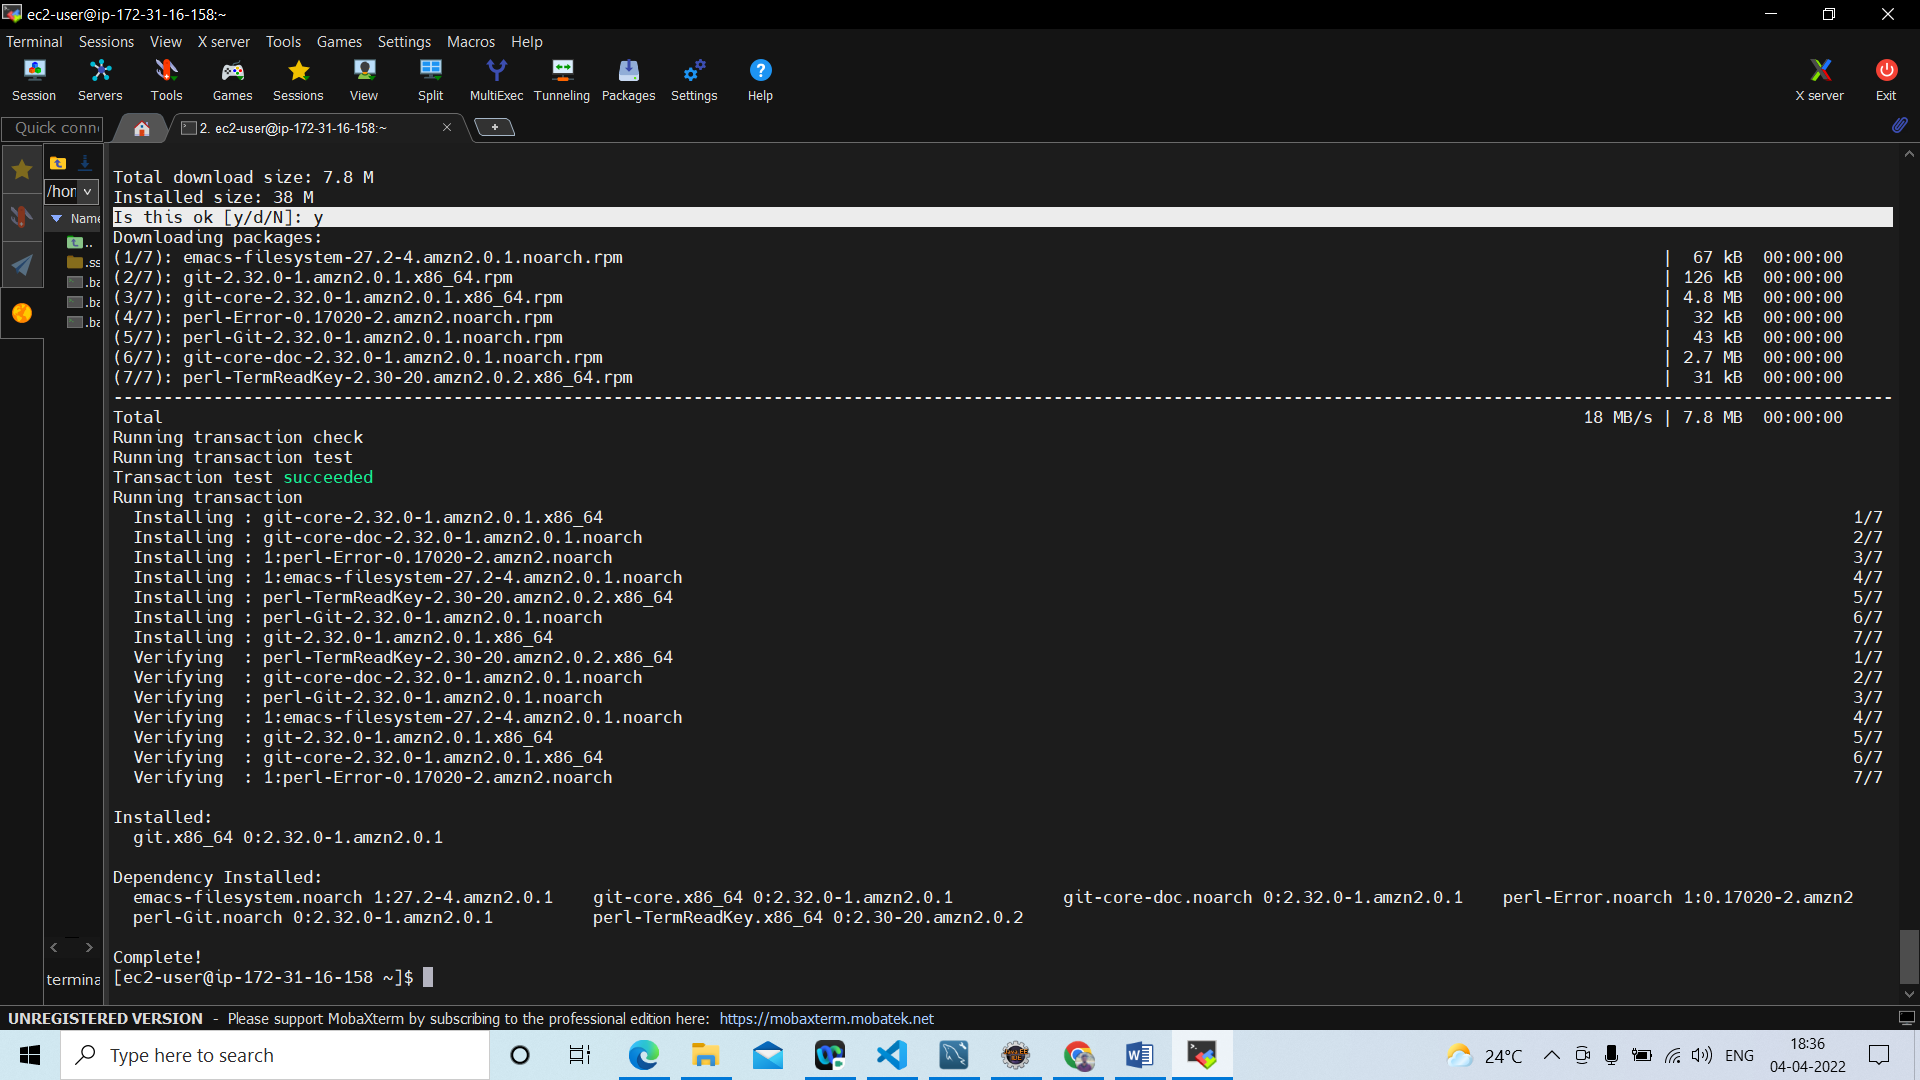 ec2-user@ip-172-31-16-158:~
Terminal Sessions View X server Tools Games Settings Macros Help
Session Servers Tools Games Sessions View Split MultiExec Tunneling Packages Settings Help X server Exit
Quick conn
2. ec2-user@ip-172-31-16-158:~
/hon
Name
..
.ss
.ba
.ba
.ba
termina
Total download size: 7.8 M
Installed size: 38 M
Is this ok [y/d/N]: y
Downloading packages:
(1/7): emacs-filesystem-27.2-4.amzn2.0.1.noarch.rpm | 67 kB 00:00:00
(2/7): git-2.32.0-1.amzn2.0.1.x86_64.rpm | 126 kB 00:00:00
(3/7): git-core-2.32.0-1.amzn2.0.1.x86_64.rpm | 4.8 MB 00:00:00
(4/7): perl-Error-0.17020-2.amzn2.noarch.rpm | 32 kB 00:00:00
(5/7): perl-Git-2.32.0-1.amzn2.0.1.noarch.rpm | 43 kB 00:00:00
(6/7): git-core-doc-2.32.0-1.amzn2.0.1.noarch.rpm | 2.7 MB 00:00:00
(7/7): perl-TermReadKey-2.30-20.amzn2.0.2.x86_64.rpm | 31 kB 00:00:00
--------------------------------------------------------------------------------
Total 18 MB/s | 7.8 MB 00:00:00
Running transaction check
Running transaction test
Transaction test succeeded
Running transaction
Installing : git-core-2.32.0-1.amzn2.0.1.x86_64 1/7
Installing : git-core-doc-2.32.0-1.amzn2.0.1.noarch 2/7
Installing : 1:perl-Error-0.17020-2.amzn2.noarch 3/7
Installing : 1:emacs-filesystem-27.2-4.amzn2.0.1.noarch 4/7
Installing : perl-TermReadKey-2.30-20.amzn2.0.2.x86_64 5/7
Installing : perl-Git-2.32.0-1.amzn2.0.1.noarch 6/7
Installing : git-2.32.0-1.amzn2.0.1.x86_64 7/7
Verifying : perl-TermReadKey-2.30-20.amzn2.0.2.x86_64 1/7
Verifying : git-core-doc-2.32.0-1.amzn2.0.1.noarch 2/7
Verifying : perl-Git-2.32.0-1.amzn2.0.1.noarch 3/7
Verifying : 1:emacs-filesystem-27.2-4.amzn2.0.1.noarch 4/7
Verifying : git-2.32.0-1.amzn2.0.1.x86_64 5/7
Verifying : git-core-2.32.0-1.amzn2.0.1.x86_64 6/7
Verifying : 1:perl-Error-0.17020-2.amzn2.noarch 7/7
Installed:
git.x86_64 0:2.32.0-1.amzn2.0.1
Dependency Installed:
emacs-filesystem.noarch 1:27.2-4.amzn2.0.1 git-core.x86_64 0:2.32.0-1.amzn2.0.1 git-core-doc.noarch 0:2.32.0-1.amzn2.0.1 perl-Error.noarch 1:0.17020-2.amzn2
perl-Git.noarch 0:2.32.0-1.amzn2.0.1 perl-TermReadKey.x86_64 0:2.30-20.amzn2.0.2
Complete!
[ec2-user@ip-172-31-16-158 ~]$
UNREGISTERED VERSION - Please support MobaXterm by subscribing to the professional edition here: https://mobaxterm.mobatek.net
Type here to search
24°C
ENG
18:36
04-04-2022